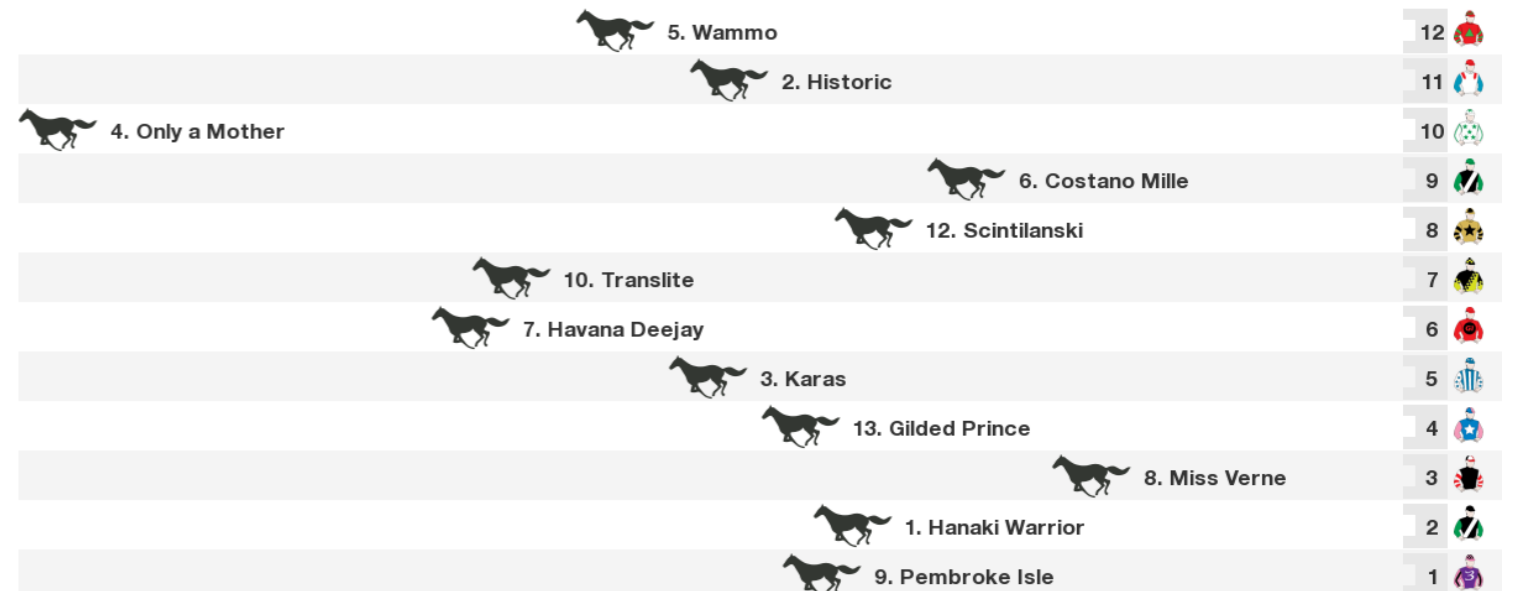 5. Wammo 12
2. Historic 11
4. Only a Mother 10
6. Costano Mille 9
12. Scintilanski 8
10. Translite 7
7. Havana Deejay 6
3. Karas 5
13. Gilded Prince 4
8. Miss Verne 3
1. Hanaki Warrior 2
9. Pembroke Isle 1